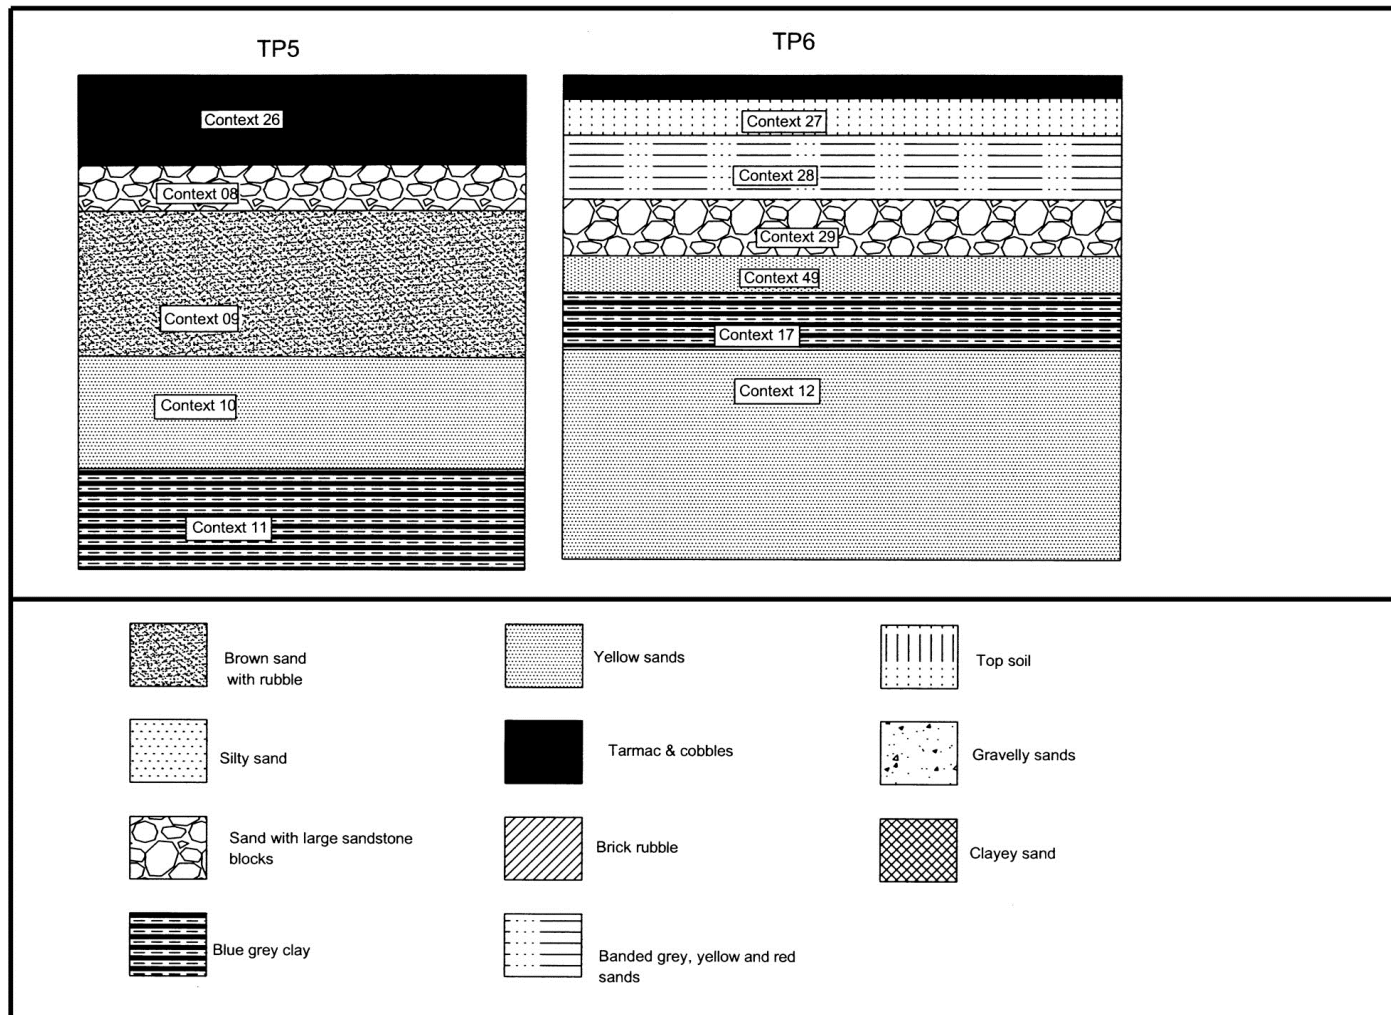 TP5
TP6
Context 26
Context 08
Context 09
Context 10
Context 11
Context 27
Context 28
Context 29
Context 49
Context 17
Context 12
Brown sand
with rubble
Yellow sands
Top soil
Silty sand
Tarmac & cobbles
Gravelly sands
Sand with large sandstone
blocks
Brick rubble
Clayey sand
Blue grey clay
Banded grey, yellow and red
sands